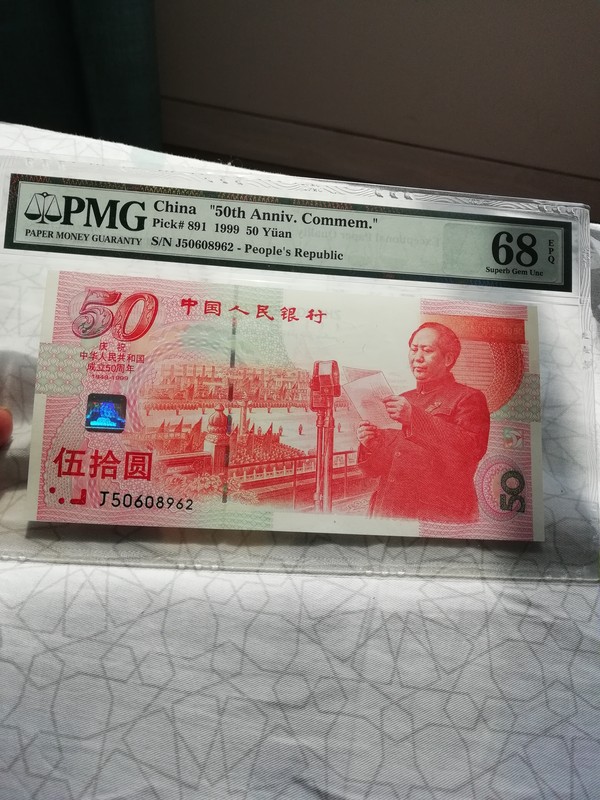 PMG
PAPER MONEY GUARANTY
China "50th Anniv. Commem."
Pick# 891 1999 50 Yüan
S/N J50608962 - People's Republic
68
EPQ
Superb Gem Unc
50
中国人民银行
庆祝
中华人民共和国
成立50周年
1949-1999
伍拾圆
J50608962
50